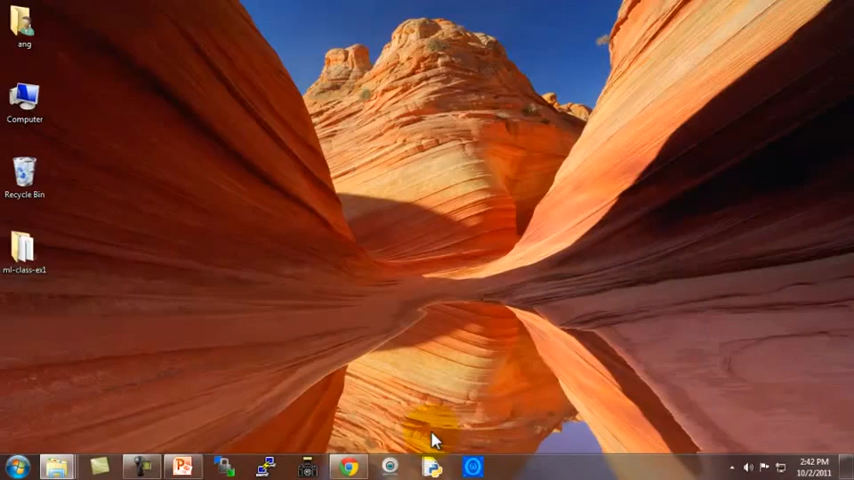 ang
Computer
Recycle Bin
ml-class-ex1
2:42 PM
10/2/2011